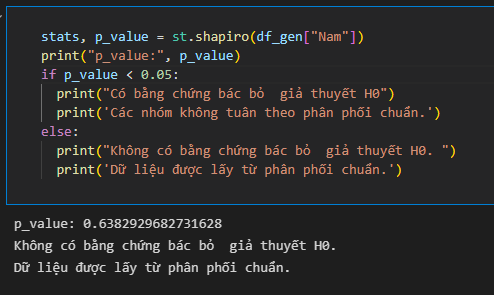 stats, p_value = st.shapiro(df_gen["Nam"])
print("p_value:", p_value)
if p_value < 0.05:
  print("Có bằng chứng bác bỏ  giả thuyết H0")
  print('Các nhóm không tuân theo phân phối chuẩn.')
else:
  print("Không có bằng chứng bác bỏ  giả thuyết H0. ")
  print('Dữ liệu được lấy từ phân phối chuẩn.')
p_value: 0.6382929682731628
Không có bằng chứng bác bỏ  giả thuyết H0.
Dữ liệu được lấy từ phân phối chuẩn.